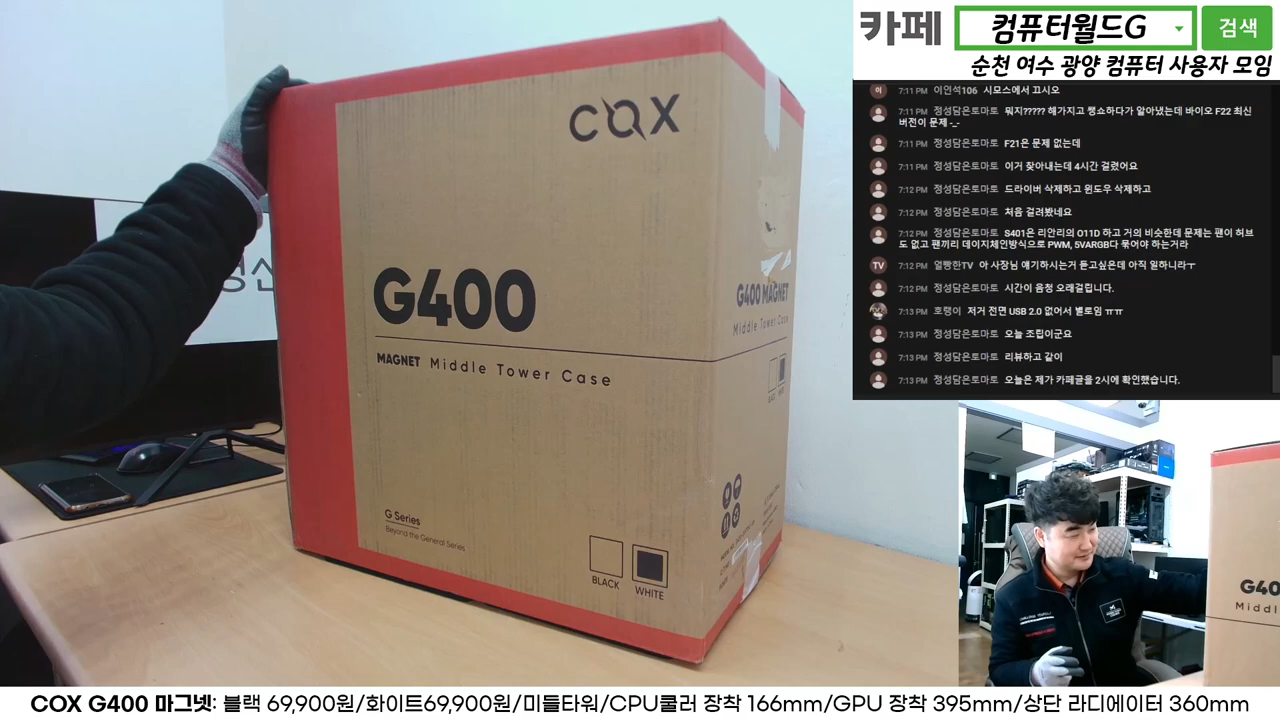 카페 컴퓨터월드G 검색
순천 여수 광양 컴퓨터 사용자 모임
이 7:11 PM 이인석106 시모스에서 끄시오
7:11 PM 정성담은토마토 뭐지????? 해가지고 쌩쇼하다가 알아냈는데 바이오 F22 최신
버전이 문제 -_-
7:11 PM 정성담은토마토 F21은 문제 없는데
7:11 PM 정성담은토마토 이거 찾아내는데 4시간 걸렸어요
7:12 PM 정성담은토마토 드라이버 삭제하고 윈도우 삭제하고
7:12 PM 정성담은토마토 처음 걸려봤네요
7:12 PM 정성담은토마토 S401은 리안리의 O11D 하고 거의 비슷한데 문제는 팬이 허브
도 없고 팬끼리 데이지체인방식으로 PWM, 5VARGB다 묶어야 하는거라
TV 7:12 PM 얼빵한TV 아 사장님 얘기하시는거 듣고싶은데 아직 일하니라ㅜ
7:12 PM 정성담은토마토 시간이 음청 오래걸립니다.
7:13 PM 호랭이 저거 전면 USB 2.0 없어서 별로임 ㅠㅠ
7:13 PM 정성담은토마토 오늘 조립이군요
7:13 PM 정성담은토마토 리뷰하고 같이
7:13 PM 정성담은토마토 오늘은 제가 카페글을 2시에 확인했습니다.
COX
G400
MAGNET Middle Tower Case
G Series
Beyond the General Series
BLACK WHITE
G400 MAGNET
Middle Tower Case
G40
Middl
COX G400 마그넷: 블랙 69,900원/화이트69,900원/미들타워/CPU쿨러 장착 166mm/GPU 장착 395mm/상단 라디에이터 360mm